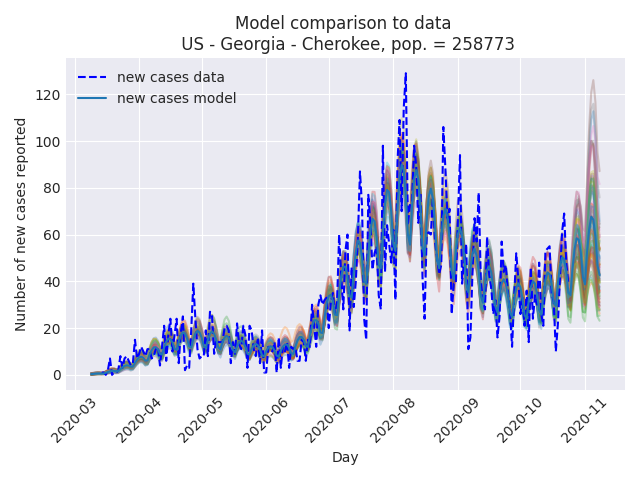 Model comparison to data
US - Georgia - Cherokee, pop. = 258773
new cases data
new cases model
Number of new cases reported
120
100
80
60
40
20
0
2020-03
2020-04
2020-05
2020-06
2020-07
2020-08
2020-09
2020-10
2020-11
Day